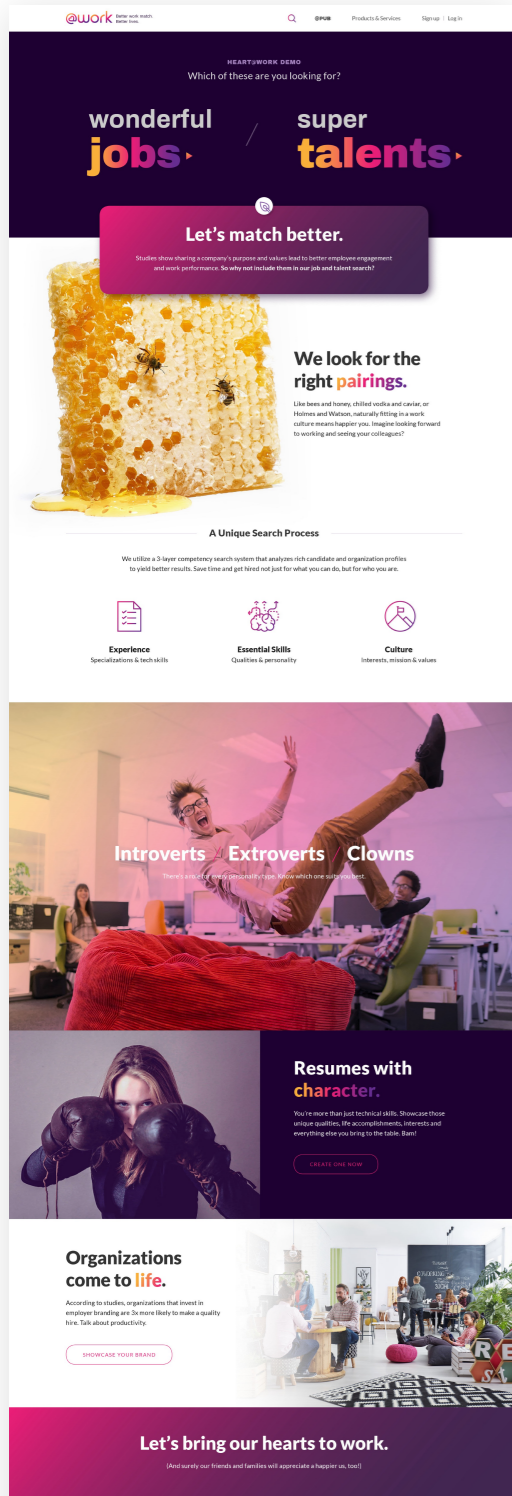 @work Better work match.
Better lives.
@PUB Products & Services Sign up | Log in
HEART@WORK DEMO
Which of these are you looking for?
wonderful / super
jobs talents
Let's match better.
Studies show sharing a company's purpose and values lead to better employee engagement
and work performance. So why not include them in our job and talent search?
We look for the
right pairings.
Like bees and honey, chilled vodka and caviar, or
Holmes and Watson, naturally fitting in a work
culture means happier you. Imagine looking forward
to working and seeing your colleagues?
A Unique Search Process
We utilize a 3-layer competency search system that analyzes rich candidate and organization profiles
to yield better results. Save time and get hired not just for what you can do, but for who you are.
Experience
Specializations & tech skills
Essential Skills
Qualities & personality
Culture
Interests, mission & values
Introverts / Extroverts / Clowns
There's a role for every personality type. Know which one suits you best.
Resumes with
character.
You're more than just technical skills. Showcase those
unique qualities, life accomplishments, interests and
everything else you bring to the table. Bam!
CREATE ONE NOW
Organizations
come to life.
According to studies, organizations that invest in
employer branding are 3x more likely to make a quality
hire. Talk about productivity.
SHOWCASE YOUR BRAND
Let's bring our hearts to work.
(And surely our friends and families will appreciate a happier us, too!)